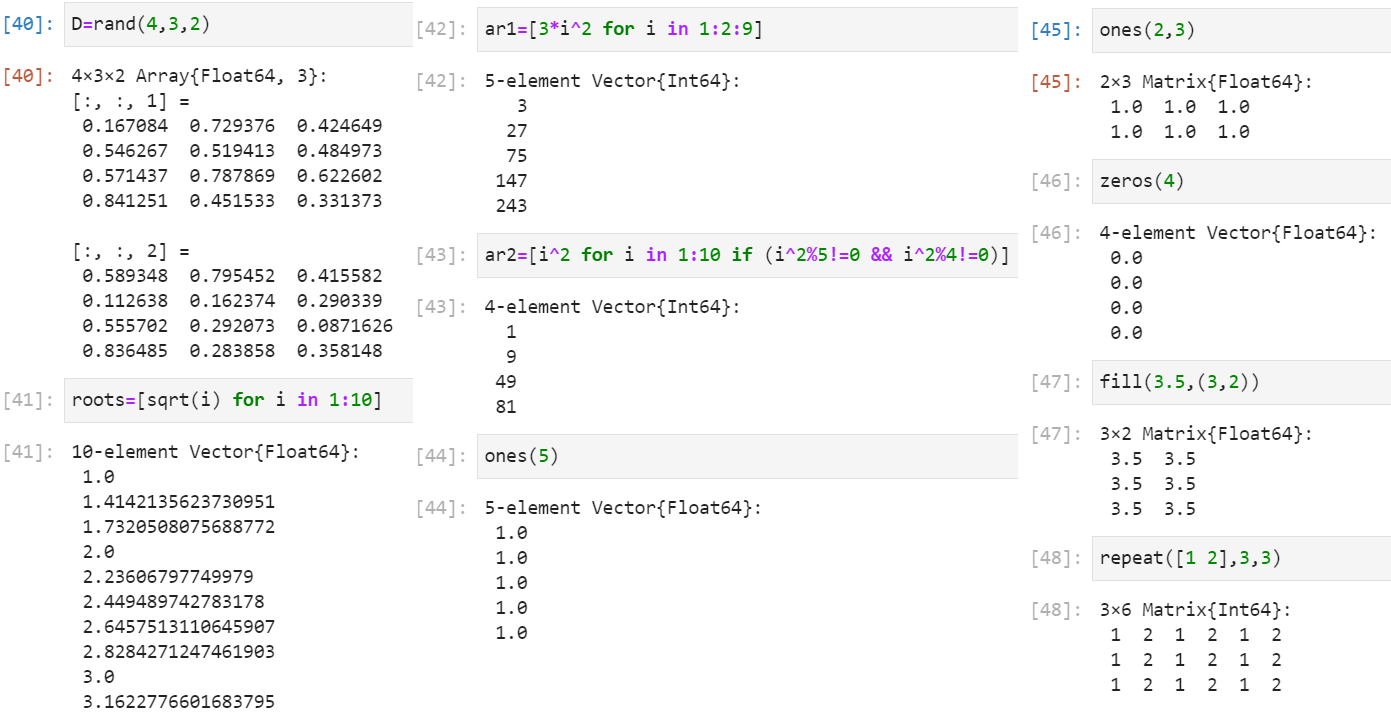 [40]: D=rand(4,3,2)
[40]: 4×3×2 Array{Float64, 3}:
[:, :, 1] =
0.167084 0.729376 0.424649
0.546267 0.519413 0.484973
0.571437 0.787869 0.622602
0.841251 0.451533 0.331373
[:, :, 2] =
0.589348 0.795452 0.415582
0.112638 0.162374 0.290339
0.555702 0.292073 0.0871626
0.836485 0.283858 0.358148
[41]: roots=[sqrt(i) for i in 1:10]
[41]: 10-element Vector{Float64}:
1.0
1.4142135623730951
1.7320508075688772
2.0
2.23606797749979
2.449489742783178
2.6457513110645907
2.8284271247461903
3.0
3.1622776601683795
[42]: ar1=[3*i^2 for i in 1:2:9]
[42]: 5-element Vector{Int64}:
3
27
75
147
243
[43]: ar2=[i^2 for i in 1:10 if (i^2%5!=0 && i^2%4!=0)]
[43]: 4-element Vector{Int64}:
1
9
49
81
[44]: ones(5)
[44]: 5-element Vector{Float64}:
1.0
1.0
1.0
1.0
1.0
[45]: ones(2,3)
[45]: 2×3 Matrix{Float64}:
1.0 1.0 1.0
1.0 1.0 1.0
[46]: zeros(4)
[46]: 4-element Vector{Float64}:
0.0
0.0
0.0
0.0
[47]: fill(3.5,(3,2))
[47]: 3×2 Matrix{Float64}:
3.5 3.5
3.5 3.5
3.5 3.5
[48]: repeat([1 2],3,3)
[48]: 3×6 Matrix{Int64}:
1 2 1 2 1 2
1 2 1 2 1 2
1 2 1 2 1 2